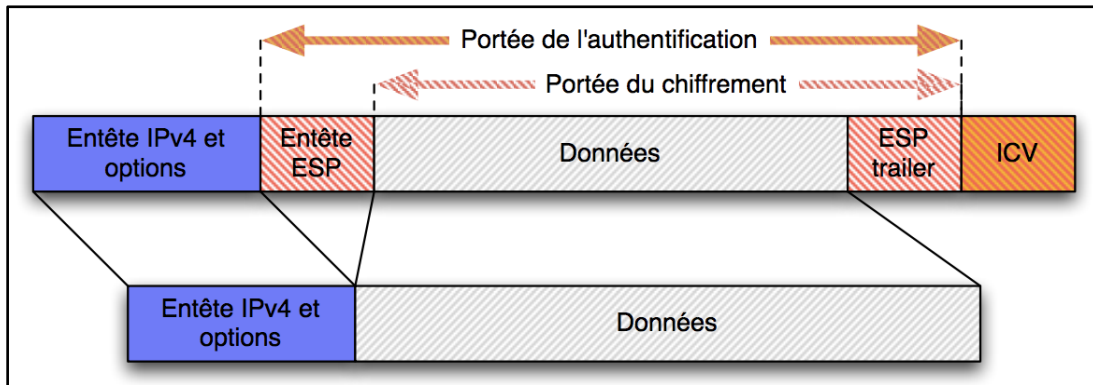 Portée de l'authentification
Portée du chiffrement
Entête IPv4 et
options
Entête
ESP
Données
ESP
trailer
ICV
Entête IPv4 et
options
Données